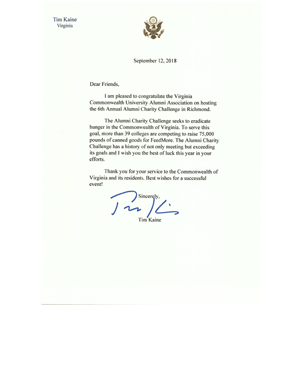 Tim Kaine
Virginia
September 12, 2018
Dear Friends,
I am pleased to congratulate the Virginia
Commonwealth University Alumni Association on hosting
the 6th Annual Alumni Charity Challenge in Richmond.
The Alumni Charity Challenge seeks to eradicate
hunger in the Commonwealth of Virginia. To serve this
goal, more than 39 colleges are competing to raise 75,000
pounds of canned goods for FeedMore. The Alumni Charity
Challenge has a history of not only meeting but exceeding
its goals and I wish you the best of luck this year in your
efforts.
Thank you for your service to the Commonwealth of
Virginia and its residents. Best wishes for a successful
event!
Sincerely,
Tim Kaine